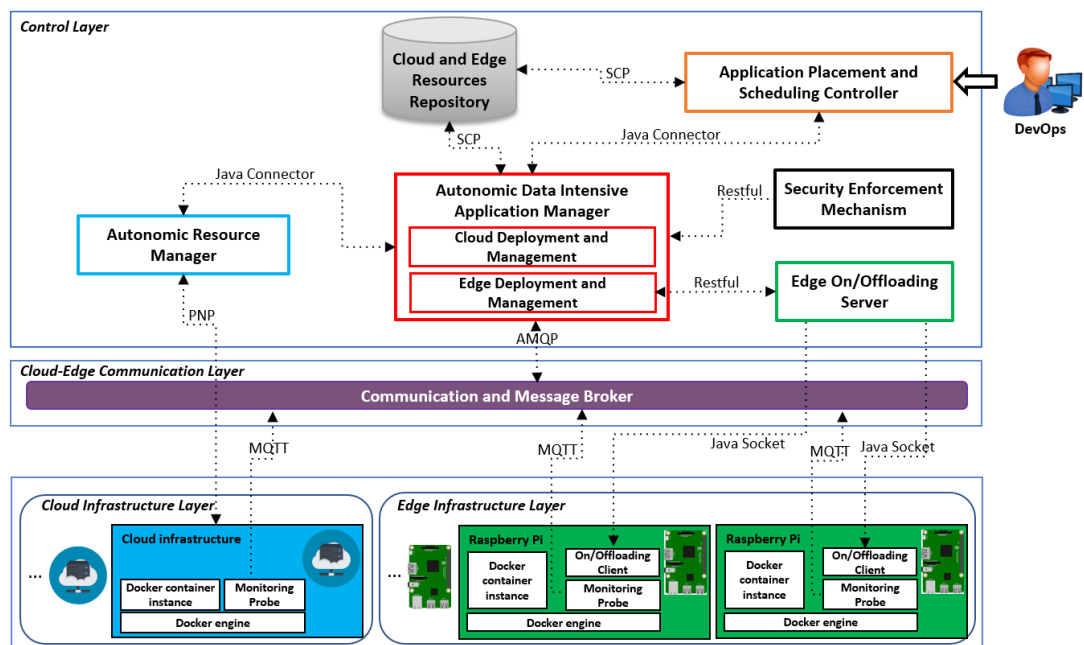 Control Layer
Cloud and Edge
Resources
Repository
SCP
Application Placement and
Scheduling Controller
DevOps
SCP
Java Connector
Java Connector
Autonomic Data Intensive
Application Manager
Restful
Security Enforcement
Mechanism
Autonomic Resource
Manager
Cloud Deployment and
Management
Edge Deployment and
Management
Restful
Edge On/Offloading
Server
PNP
AMQP
Cloud-Edge Communication Layer
Communication and Message Broker
MQTT
MQTT
Java Socket
MQTT
Java Socket
Cloud Infrastructure Layer
Edge Infrastructure Layer
...
Cloud infrastructure
Docker container
instance
Monitoring
Probe
Docker engine
...
Raspberry Pi
Docker
container
instance
On/Offloading
Client
Monitoring
Probe
Docker engine
Raspberry Pi
Docker
container
instance
On/Offloading
Client
Monitoring
Probe
Docker engine